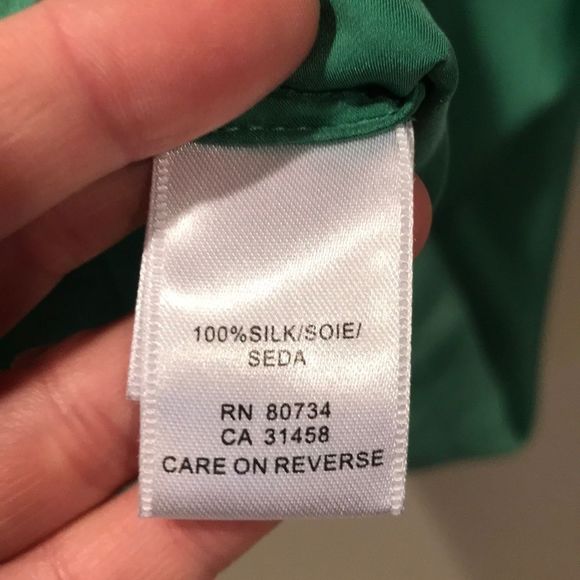 100%SILK/SOIE/
SEDA
RN 80734
CA 31458
CARE ON REVERSE